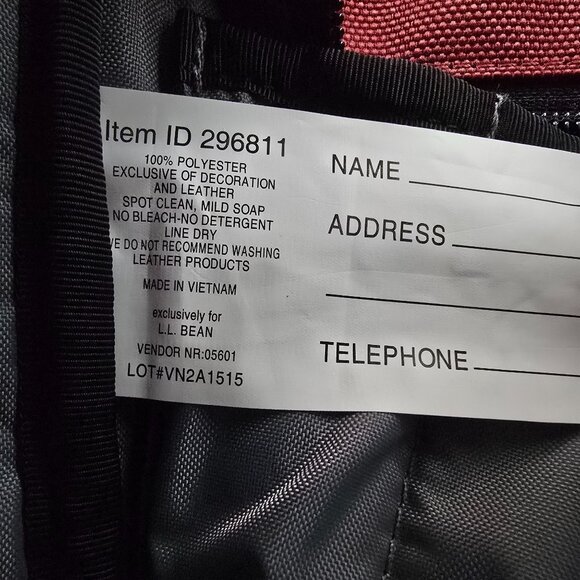 Item ID 296811
100% POLYESTER
EXCLUSIVE OF DECORATION
AND LEATHER
SPOT CLEAN, MILD SOAP
NO BLEACH-NO DETERGENT
LINE DRY
WE DO NOT RECOMMEND WASHING
LEATHER PRODUCTS
MADE IN VIETNAM
exclusively for
L.L. BEAN
VENDOR NR:05601
LOT#VN2A1515
NAME
ADDRESS
TELEPHONE